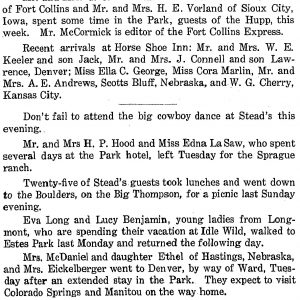 of Fort Collins and Mr. and Mrs. H. E. Vorland of Sioux City,
Iowa, spent some time in the Park, guests of the Hupp, this
week. Mr. McCormick is editor of the Fort Collins Express.
Recent arrivals at Horse Shoe Inn: Mr. and Mrs. W. E.
Keeler and son Jack, Mr. and Mrs. J. Connell and son Law-
rence, Denver; Miss Ella C. George, Miss Cora Marlin, Mr. and
Mrs. A. E. Andrews, Scotts Bluff, Nebraska, and W. G. Cherry,
Kansas City.
Don't fail to attend the big cowboy dance at Stead's this
evening.
Mr. and Mrs H. P. Hood and Miss Edna La Saw, who spent
several days at the Park hotel, left Tuesday for the Sprague
ranch.
Twenty-five of Stead's guests took lunches and went down
to the Boulders, on the Big Thompson, for a picnic last Sunday
evening.
Eva Long and Lucy Benjamin, young ladies from Long-
mont, who are spending their vacation at Idle Wild, walked to
Estes Park last Monday and returned the following day.
Mrs. McDaniel and daughter Ethel of Hastings, Nebraska,
and Mrs. Eickelberger went to Denver, by way of Ward, Tues-
day after an extended stay in the Park. They expect to visit
Colorado Springs and Manitou on the way home.